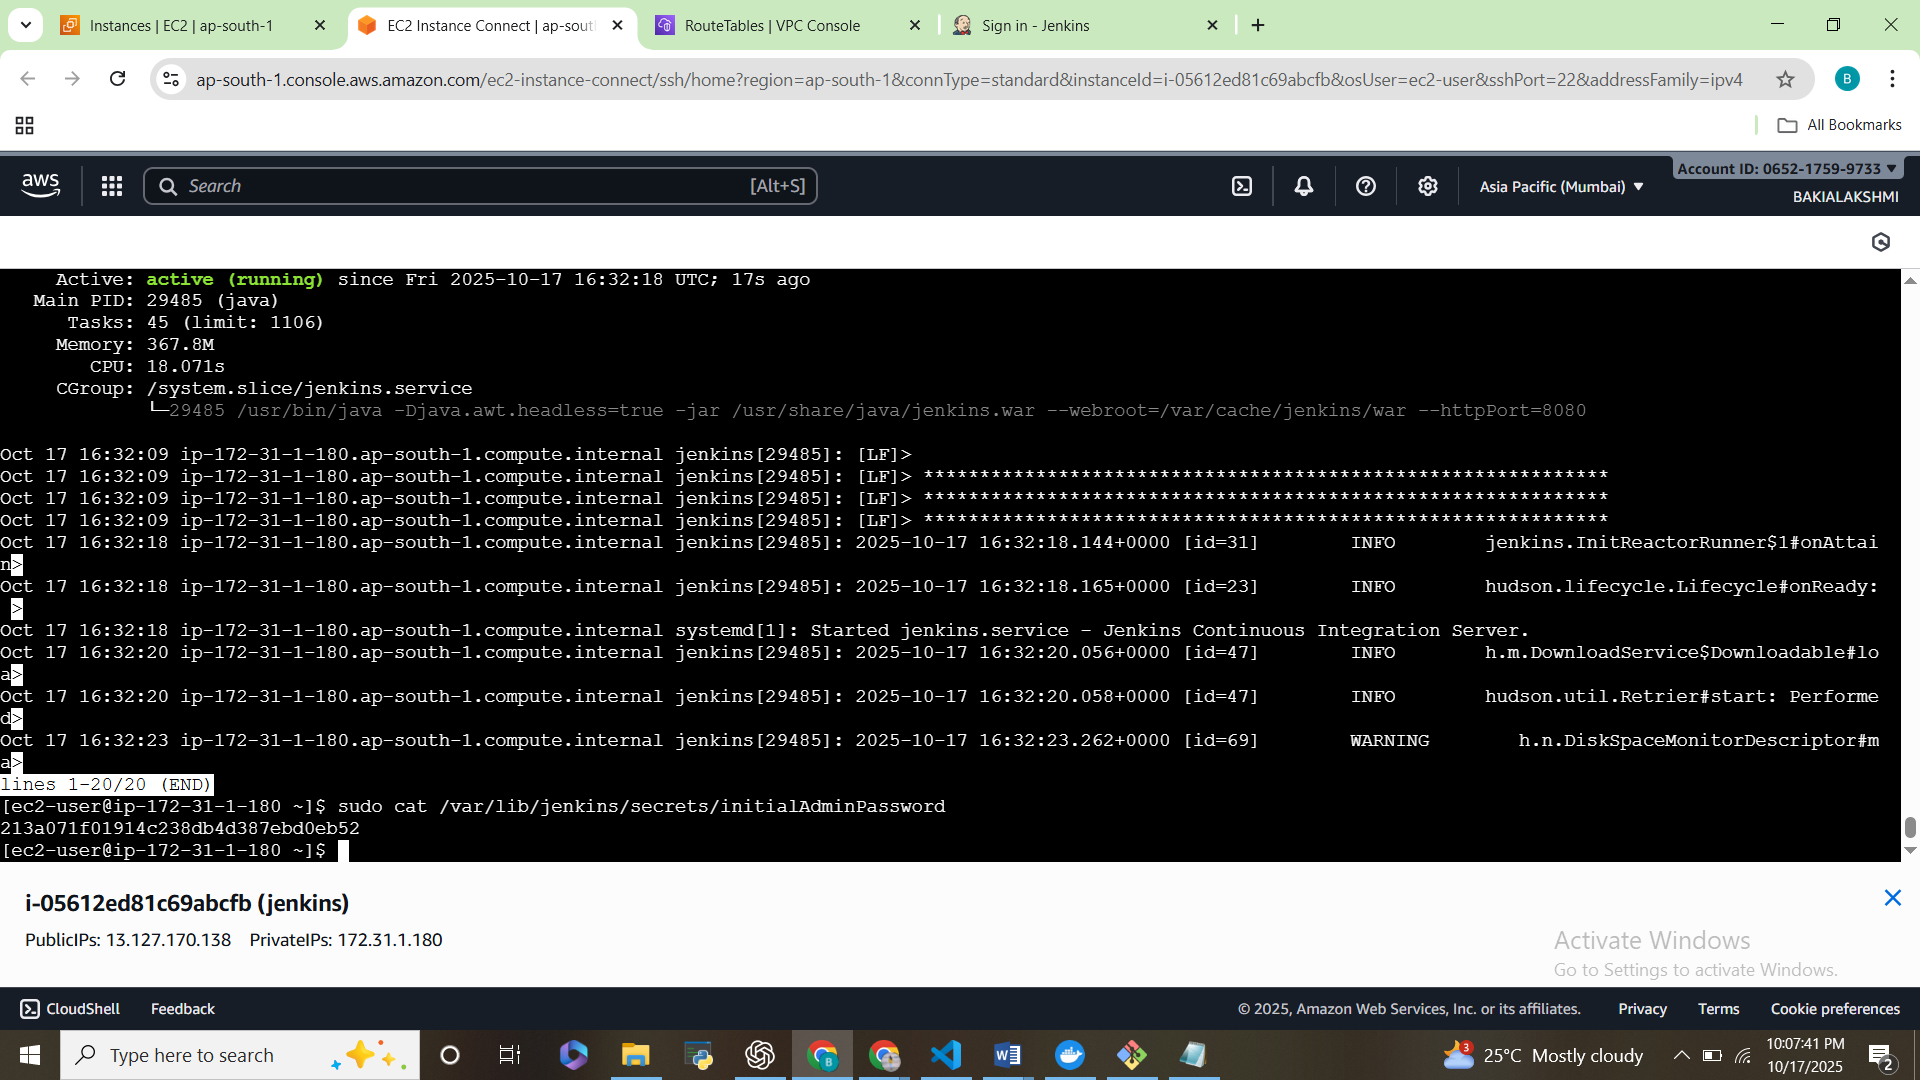 Instances | EC2 | ap-south-1
EC2 Instance Connect | ap-sout
RouteTables | VPC Console
Sign in - Jenkins
ap-south-1.console.aws.amazon.com/ec2-instance-connect/ssh/home?region=ap-south-1&connType=standard&instanceId=i-05612ed81c69abcfb&osUser=ec2-user&sshPort=22&addressFamily=ipv4
B
All Bookmarks
aws
Search
[Alt+S]
Asia Pacific (Mumbai)
Account ID: 0652-1759-9733
BAKIALAKSHMI
Active: active (running) since Fri 2025-10-17 16:32:18 UTC; 17s ago
Main PID: 29485 (java)
Tasks: 45 (limit: 1106)
Memory: 367.8M
CPU: 18.071s
CGroup: /system.slice/jenkins.service
└─29485 /usr/bin/java -Djava.awt.headless=true -jar /usr/share/java/jenkins.war --webroot=/var/cache/jenkins/war --httpPort=8080
Oct 17 16:32:09 ip-172-31-1-180.ap-south-1.compute.internal jenkins[29485]: [LF]>
Oct 17 16:32:09 ip-172-31-1-180.ap-south-1.compute.internal jenkins[29485]: [LF]> *************************************************************
Oct 17 16:32:09 ip-172-31-1-180.ap-south-1.compute.internal jenkins[29485]: [LF]> *************************************************************
Oct 17 16:32:09 ip-172-31-1-180.ap-south-1.compute.internal jenkins[29485]: [LF]> *************************************************************
Oct 17 16:32:18 ip-172-31-1-180.ap-south-1.compute.internal jenkins[29485]: 2025-10-17 16:32:18.144+0000 [id=31] INFO jenkins.InitReactorRunner$1#onAttai
n>
Oct 17 16:32:18 ip-172-31-1-180.ap-south-1.compute.internal jenkins[29485]: 2025-10-17 16:32:18.165+0000 [id=23] INFO hudson.lifecycle.Lifecycle#onReady:
>
Oct 17 16:32:18 ip-172-31-1-180.ap-south-1.compute.internal systemd[1]: Started jenkins.service - Jenkins Continuous Integration Server.
Oct 17 16:32:20 ip-172-31-1-180.ap-south-1.compute.internal jenkins[29485]: 2025-10-17 16:32:20.056+0000 [id=47] INFO h.m.DownloadService$Downloadable#lo
a>
Oct 17 16:32:20 ip-172-31-1-180.ap-south-1.compute.internal jenkins[29485]: 2025-10-17 16:32:20.058+0000 [id=47] INFO hudson.util.Retrier#start: Performe
d>
Oct 17 16:32:23 ip-172-31-1-180.ap-south-1.compute.internal jenkins[29485]: 2025-10-17 16:32:23.262+0000 [id=69] WARNING h.n.DiskSpaceMonitorDescriptor#m
a>
lines 1-20/20 (END)
[ec2-user@ip-172-31-1-180 ~]$ sudo cat /var/lib/jenkins/secrets/initialAdminPassword
213a071f01914c238db4d387ebd0eb52
[ec2-user@ip-172-31-1-180 ~]$
i-05612ed81c69abcfb (jenkins)
PublicIPs: 13.127.170.138 PrivateIPs: 172.31.1.180
Activate Windows
Go to Settings to activate Windows.
CloudShell
Feedback
© 2025, Amazon Web Services, Inc. or its affiliates.
Privacy
Terms
Cookie preferences
Type here to search
B
3
25°C Mostly cloudy
10:07:41 PM
10/17/2025
2